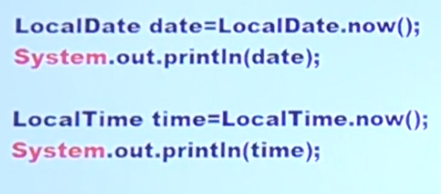 LocalDate date=LocalDate.now();
System.out.println(date);
LocalTime time=LocalTime.now();
System.out.println(time);